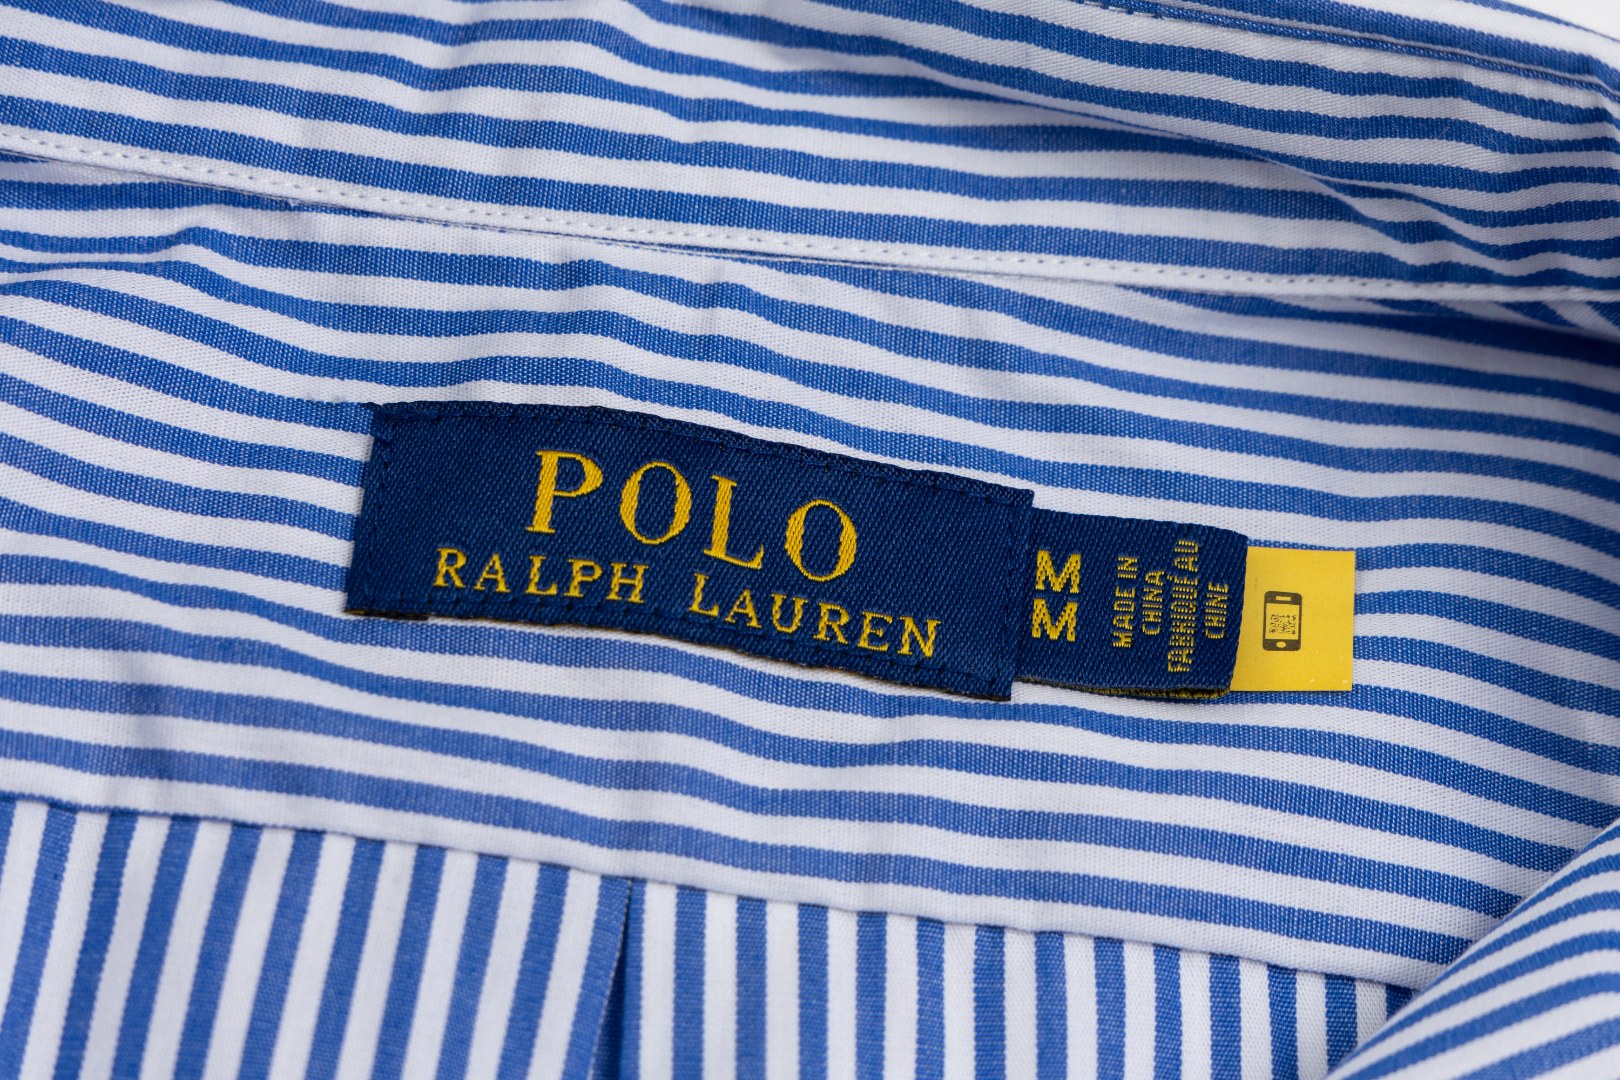 POLO
RALPH LAUREN
M
M
MADE IN
CHINA
FABRIQUÉ AU
CHINE